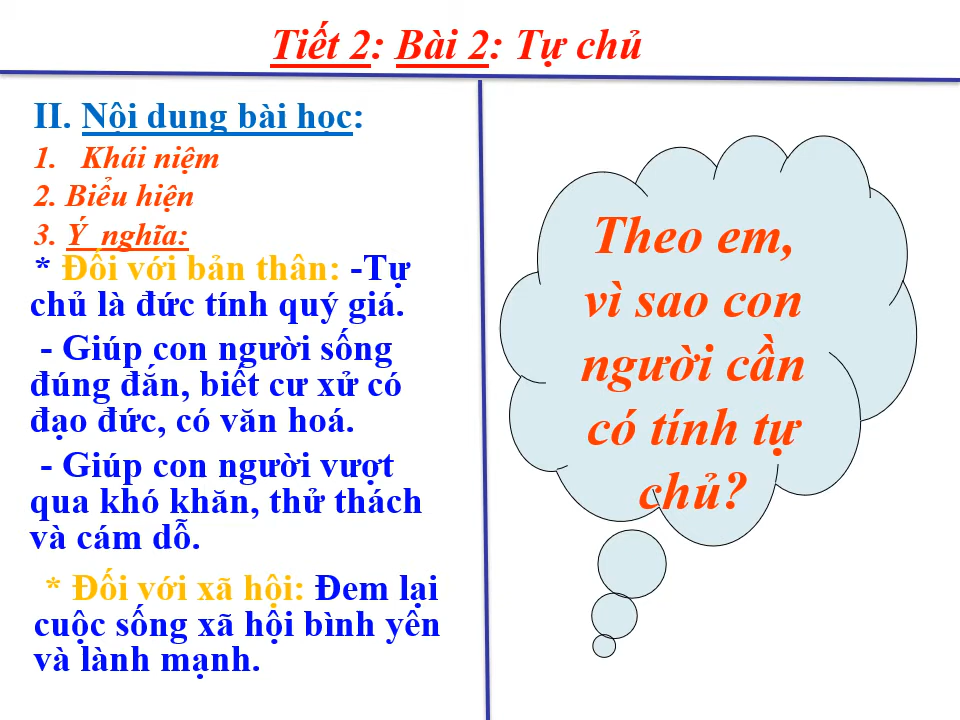 Tiết 2: Bài 2: Tự chủ
II. Nội dung bài học:
1. Khái niệm
2. Biểu hiện
3. Ý nghĩa:
* Đối với bản thân: -Tự
chủ là đức tính quý giá.
- Giúp con người sống
đúng đắn, biết cư xử có
đạo đức, có văn hoá.
- Giúp con người vượt
qua khó khăn, thử thách
và cám dỗ.
* Đối với xã hội: Đem lại
cuộc sống xã hội bình yên
và lành mạnh.
Theo em,
vì sao con
người cần
có tính tự
chủ?